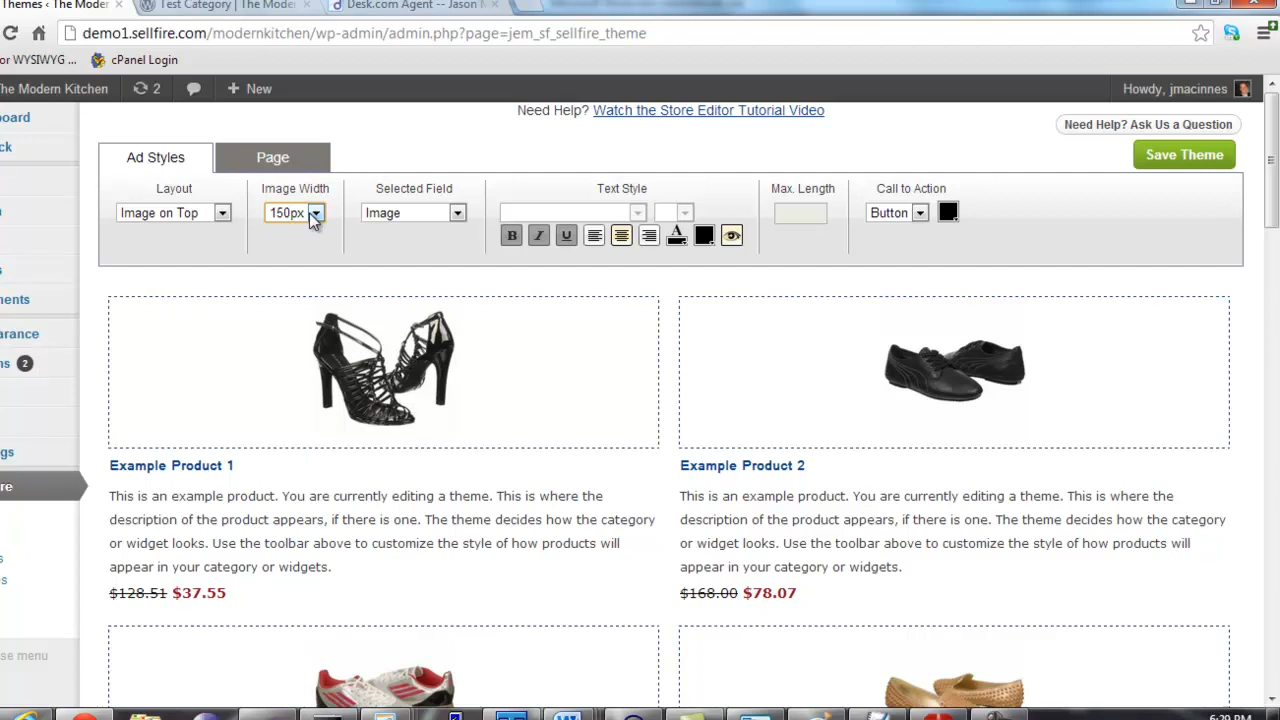 Themes ‹ The Modern
Test Category | The Modern
Desk.com Agent -- Jason M
demo1.sellfire.com/modernkitchen/wp-admin/admin.php?page=jem_sf_sellfire_theme
or WYSIWYG ... cPanel Login
The Modern Kitchen 2 New Howdy, jmacinnes
Need Help? Watch the Store Editor Tutorial Video
Need Help? Ask Us a Question
Ad Styles Page Save Theme
Layout Image Width Selected Field Text Style Max. Length Call to Action
Image on Top 150px Image Button
B I U A
Example Product 1
This is an example product. You are currently editing a theme. This is where the
description of the product appears, if there is one. The theme decides how the category
or widget looks. Use the toolbar above to customize the style of how products will
appear in your category or widgets.
$128.51 $37.55
Example Product 2
This is an example product. You are currently editing a theme. This is where the
description of the product appears, if there is one. The theme decides how the category
or widget looks. Use the toolbar above to customize the style of how products will
appear in your category or widgets.
$168.00 $78.07
board
ck
s
ments
arance
ns 2
gs
re
s
es
se menu
6:29 PM